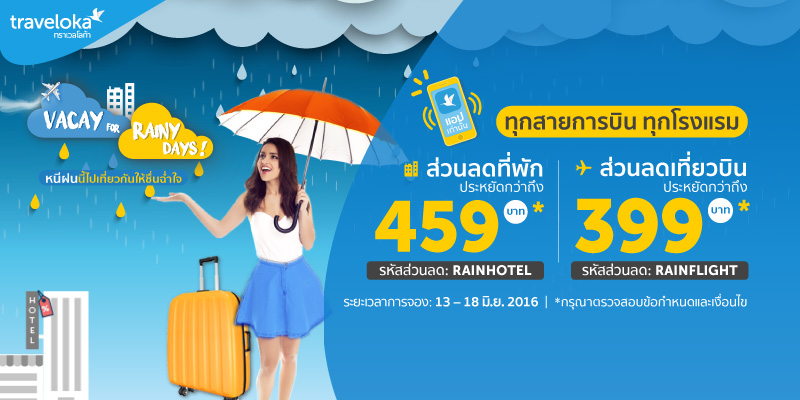 traveloka
ทราเวลโลก้า
VACAY FOR
RAINY
DAYS!
หนีฝนนี้ไปเที่ยวกันให้ชื่นฉ่ำใจ
HOTEL
แอป
เท่านั้น
ทุกสายการบิน ทุกโรงแรม
ส่วนลดที่พัก
ประหยัดกว่าถึง
459 บาท*
รหัสส่วนลด: RAINHOTEL
ส่วนลดเที่ยวบิน
ประหยัดกว่าถึง
399 บาท*
รหัสส่วนลด: RAINFLIGHT
ระยะเวลาการจอง: 13 – 18 มิ.ย. 2016 | *กรุณาตรวจสอบข้อกำหนดและเงื่อนไข